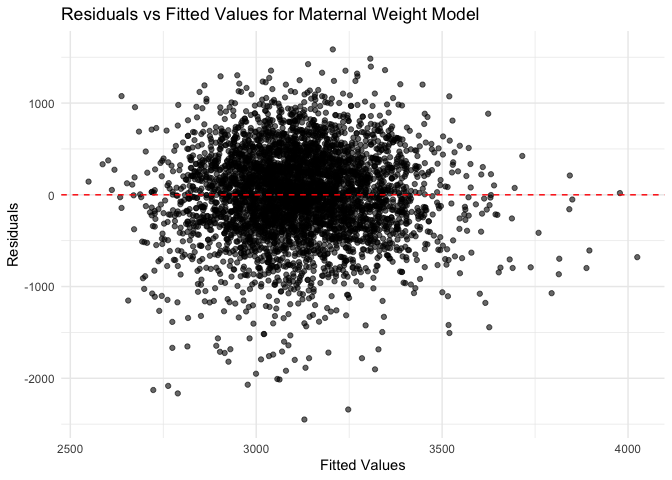 Residuals vs Fitted Values for Maternal Weight Model
1000
0
-1000
-2000
Residuals
2500 3000 3500 4000
Fitted Values